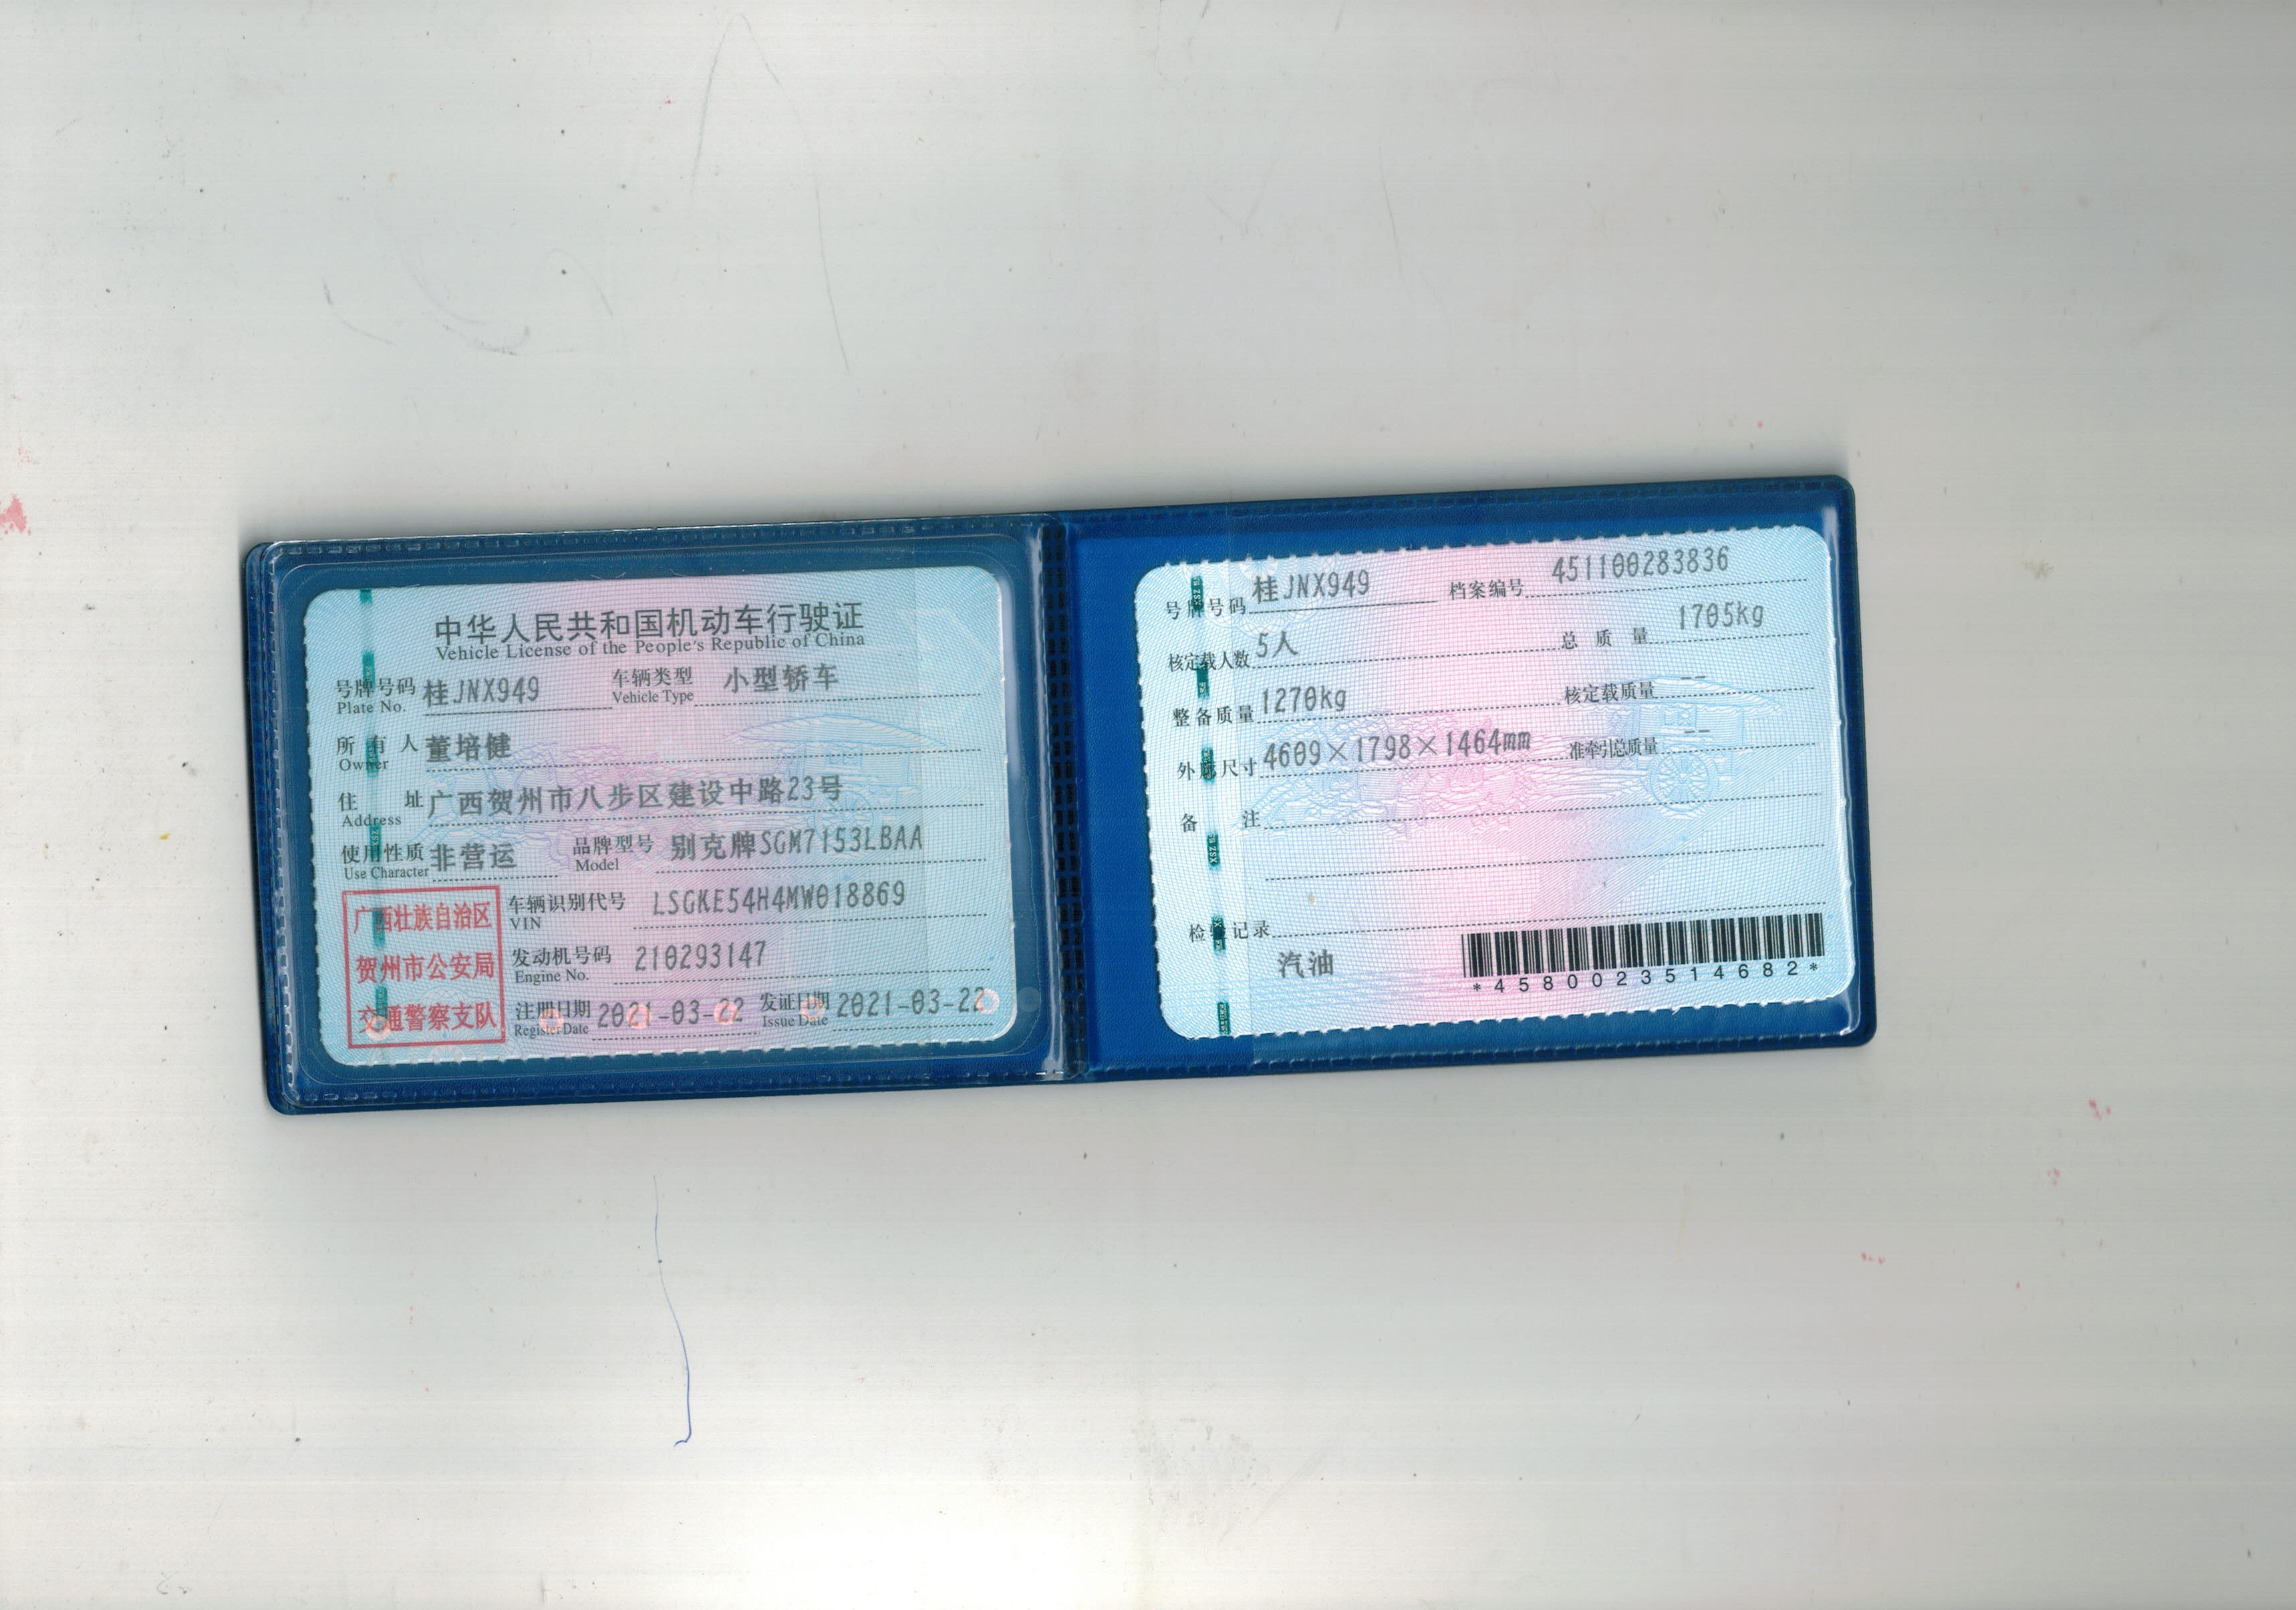 中华人民共和国机动车行驶证
Vehicle License of the People's Republic of China
号牌号码 桂JNX949 车辆类型 小型轿车
Plate No. Vehicle Type
所有人 董培健
Owner
住址 广西贺州市八步区建设中路23号
Address
使用性质 非营运 品牌型号 别克牌SGM7153LBAA
Use Character Model
车辆识别代号 LSGKE54H4MW018869
VIN
发动机号码 210293147
Engine No.
注册日期 2021-03-22 发证日期 2021-03-22
Register Date Issue Date
广西壮族自治区
贺州市公安局
交通警察支队
号牌号码 桂JNX949 档案编号 451100283836
核定载人数 5人 总质量 1705kg
整备质量 1270kg 核定载质量 --
外廓尺寸 4609×1798×1464mm 准牵引总质量 --
备注
检验记录
汽油
*4580023514682*